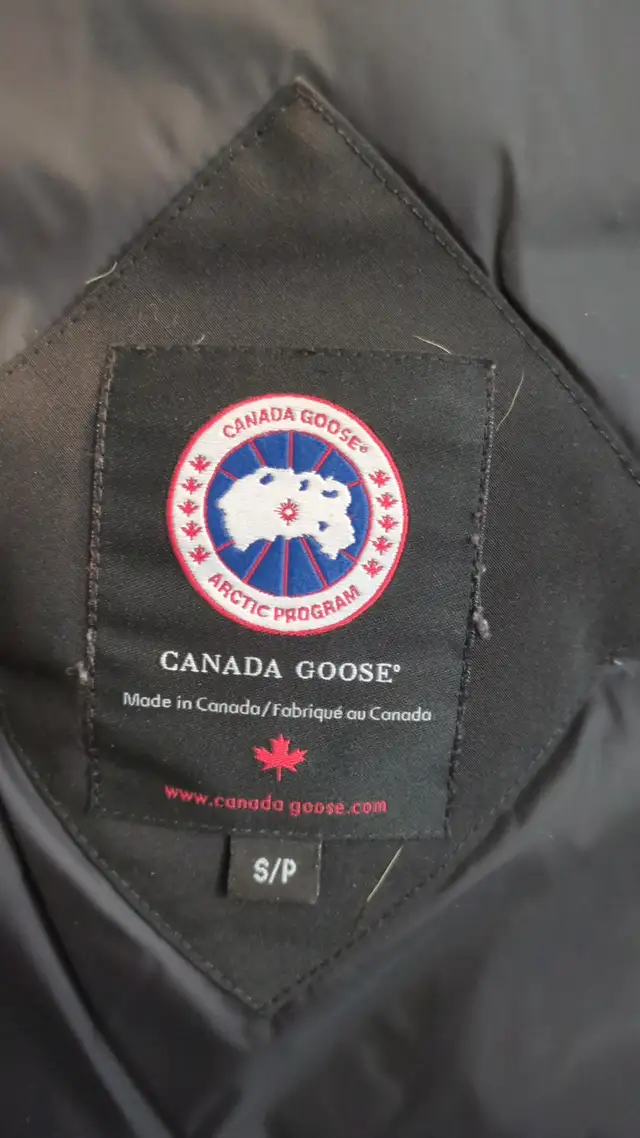 CANADA GOOSE®
ARCTIC PROGRAM
CANADA GOOSE®
Made in Canada/Fabriqué au Canada
www.canada goose.com
S/P